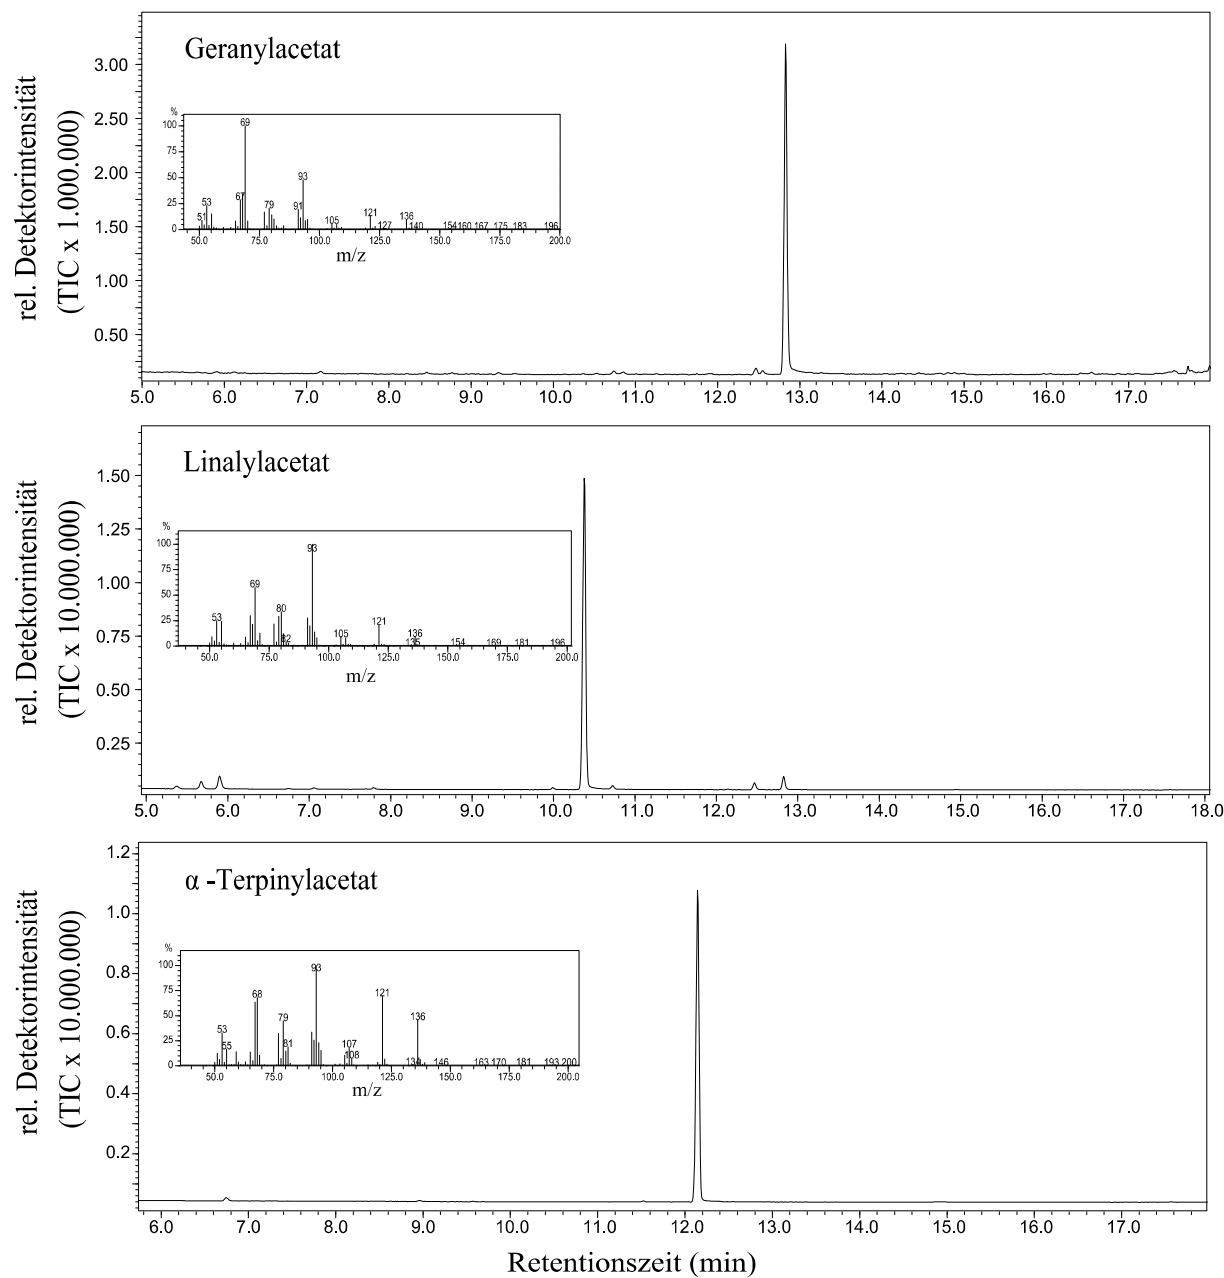 Geranylacetat
rel. Detektorintensität
(TIC x 1.000.000)
3.00
2.50
2.00
1.50
1.00
0.50
%
100
75
50
25
0
51 53 67 69 79 91 93 105 121 127 136 140 154 160 167 175 183 196
50.0 75.0 100.0 125.0 150.0 175.0 200.0
m/z
5.0 6.0 7.0 8.0 9.0 10.0 11.0 12.0 13.0 14.0 15.0 16.0 17.0
Linalylacetat
rel. Detektorintensität
(TIC x 10.000.000)
1.50
1.25
1.00
0.75
0.50
0.25
%
100
75
50
25
0
53 69 80 82 93 105 121 135 136 154 169 181 196
50.0 75.0 100.0 125.0 150.0 175.0 200.0
m/z
5.0 6.0 7.0 8.0 9.0 10.0 11.0 12.0 13.0 14.0 15.0 16.0 17.0 18.0
α -Terpinylacetat
rel. Detektorintensität
(TIC x 10.000.000)
1.2
1.0
0.8
0.6
0.4
0.2
%
100
75
50
25
0
53 55 68 79 81 93 107 108 121 134 136 146 163 170 181 193 200
50.0 75.0 100.0 125.0 150.0 175.0 200.0
m/z
6.0 7.0 8.0 9.0 10.0 11.0 12.0 13.0 14.0 15.0 16.0 17.0
Retentionszeit (min)